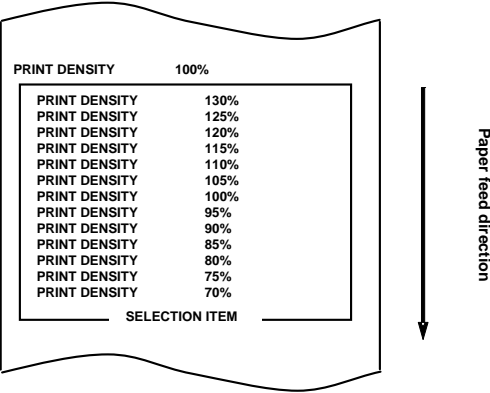 PRINT DENSITY 100%
PRINT DENSITY 130%
PRINT DENSITY 125%
PRINT DENSITY 120%
PRINT DENSITY 115%
PRINT DENSITY 110%
PRINT DENSITY 105%
PRINT DENSITY 100%
PRINT DENSITY 95%
PRINT DENSITY 90%
PRINT DENSITY 85%
PRINT DENSITY 80%
PRINT DENSITY 75%
PRINT DENSITY 70%
SELECTION ITEM
Paper feed direction